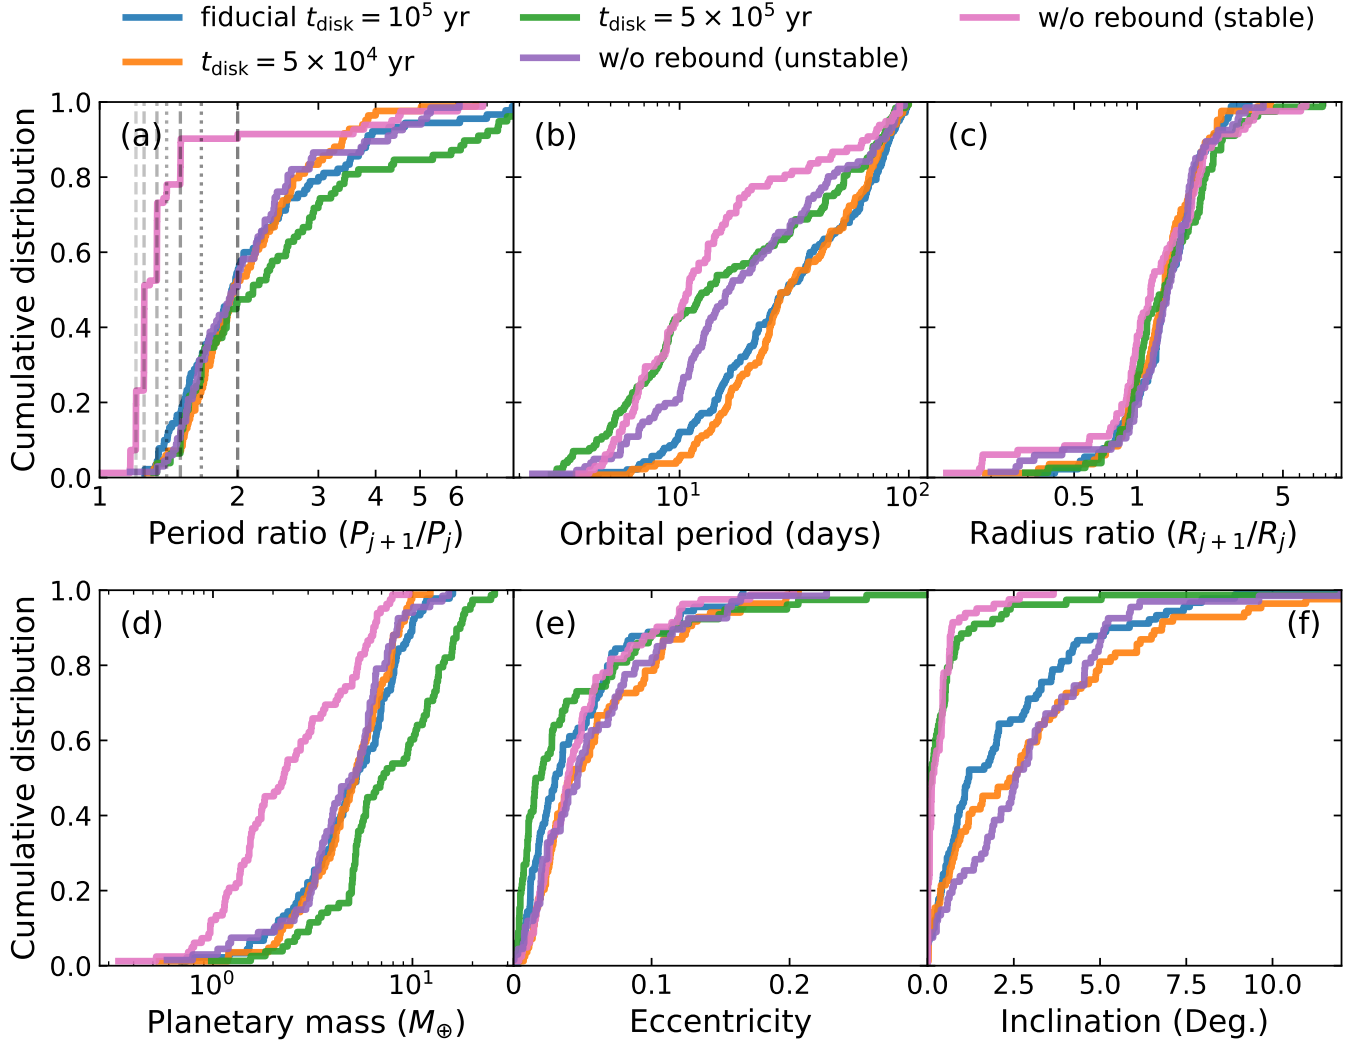 fiducial t_disk = 10^5 yr
t_disk = 5 × 10^5 yr
w/o rebound (stable)
t_disk = 5 × 10^4 yr
w/o rebound (unstable)
(a)
(b)
(c)
1.0
0.8
0.6
0.4
0.2
0.0
Cumulative distribution
1 2 3 4 5 6
10^1 10^2
0.5 1 5
Period ratio (P_{j+1}/P_j)
Orbital period (days)
Radius ratio (R_{j+1}/R_j)
(d)
(e)
(f)
1.0
0.8
0.6
0.4
0.2
0.0
Cumulative distribution
10^0 10^1
0 0.1 0.2
0.0 2.5 5.0 7.5 10.0
Planetary mass (M_⊕)
Eccentricity
Inclination (Deg.)